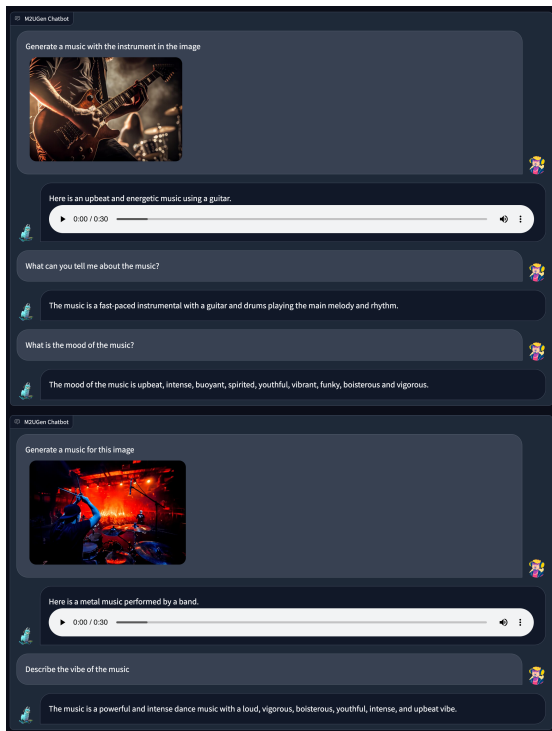 M2UGen Chatbot
Generate a music with the instrument in the image
Here is an upbeat and energetic music using a guitar.
0:00 / 0:30
What can you tell me about the music?
The music is a fast-paced instrumental with a guitar and drums playing the main melody and rhythm.
What is the mood of the music?
The mood of the music is upbeat, intense, buoyant, spirited, youthful, vibrant, funky, boisterous and vigorous.
M2UGen Chatbot
Generate a music for this image
Here is a metal music performed by a band.
0:00 / 0:30
Describe the vibe of the music
The music is a powerful and intense dance music with a loud, vigorous, boisterous, youthful, intense, and upbeat vibe.